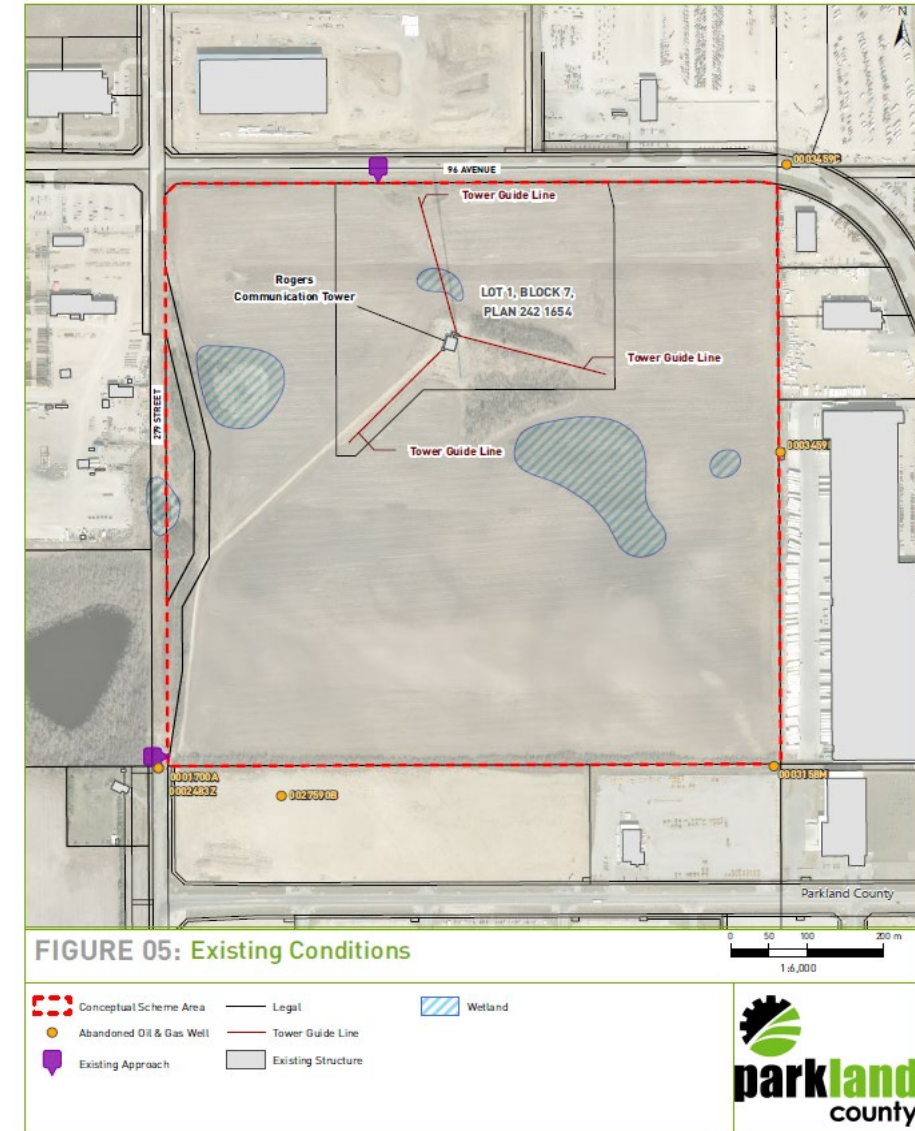 N
0003459C
96 AVENUE
Tower Guide Line
Rogers
Communication Tower
LOT 1, BLOCK 7,
PLAN 242 1654
Tower Guide Line
279 STREET
Tower Guide Line
0001700A
0002483Z
0027590B
0003158M
Parkland County
FIGURE 05: Existing Conditions
0 50 100 200 m
1:6,000
Conceptual Scheme Area
Legal
Wetland
Abandoned Oil & Gas Well
Tower Guide Line
Existing Approach
Existing Structure
parkland
county